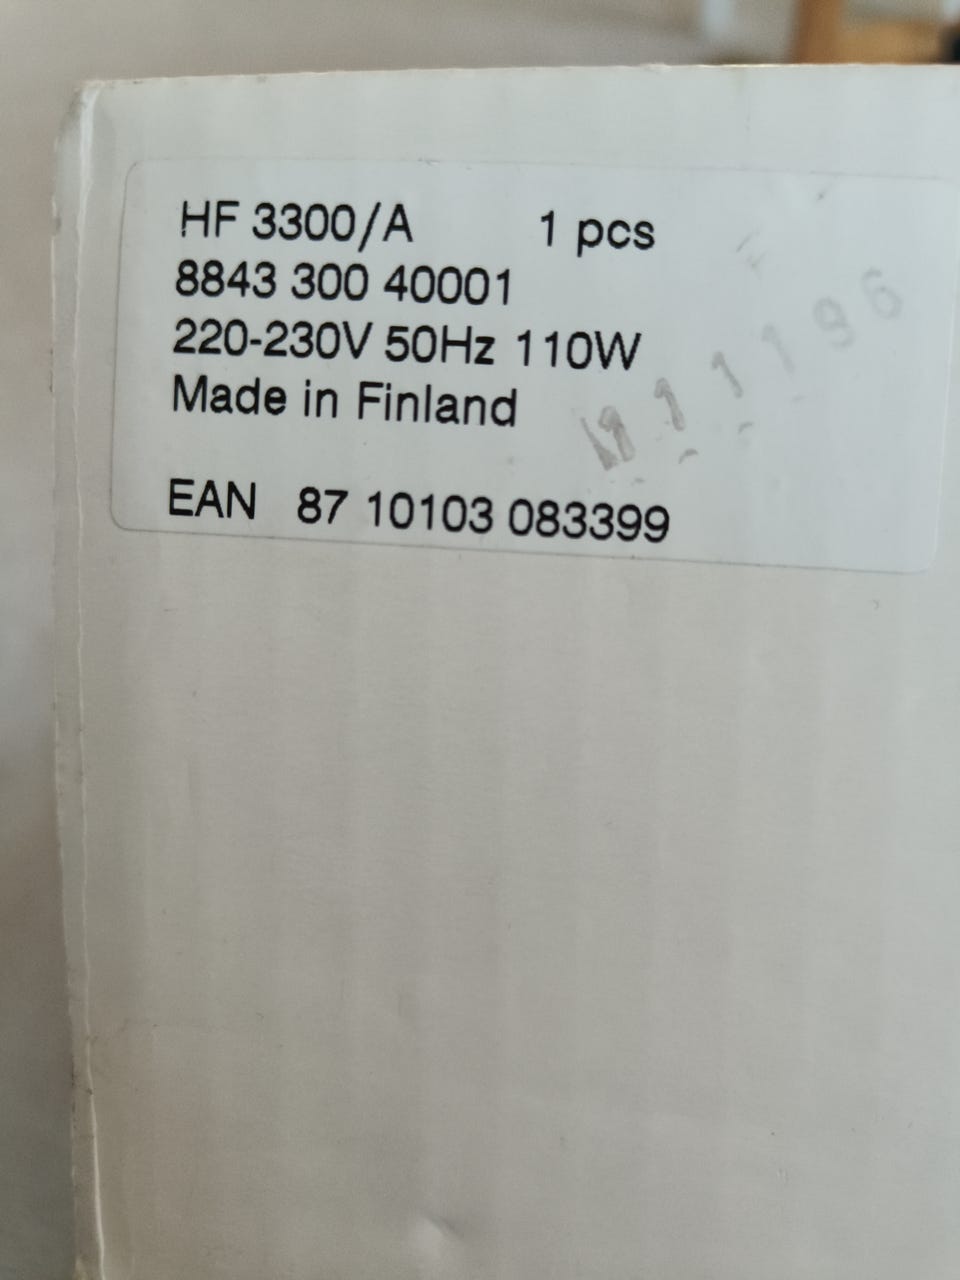 HF 3300/A 1 pcs
8843 300 40001
220-230V 50Hz 110W
Made in Finland
EAN 87 10103 083399